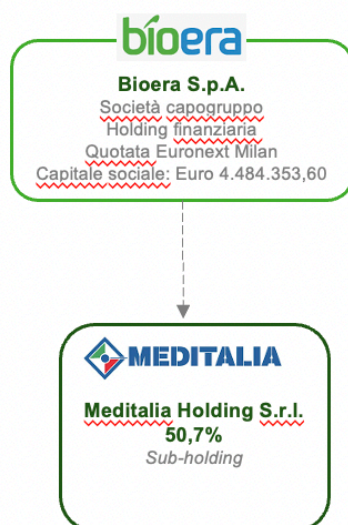 bioera
Bioera S.p.A.
Società capogruppo
Holding finanziaria
Quotata Euronext Milan
Capitale sociale: Euro 4.484.353,60
MEDITALIA
Meditalia Holding S.r.l.
50,7%
Sub-holding